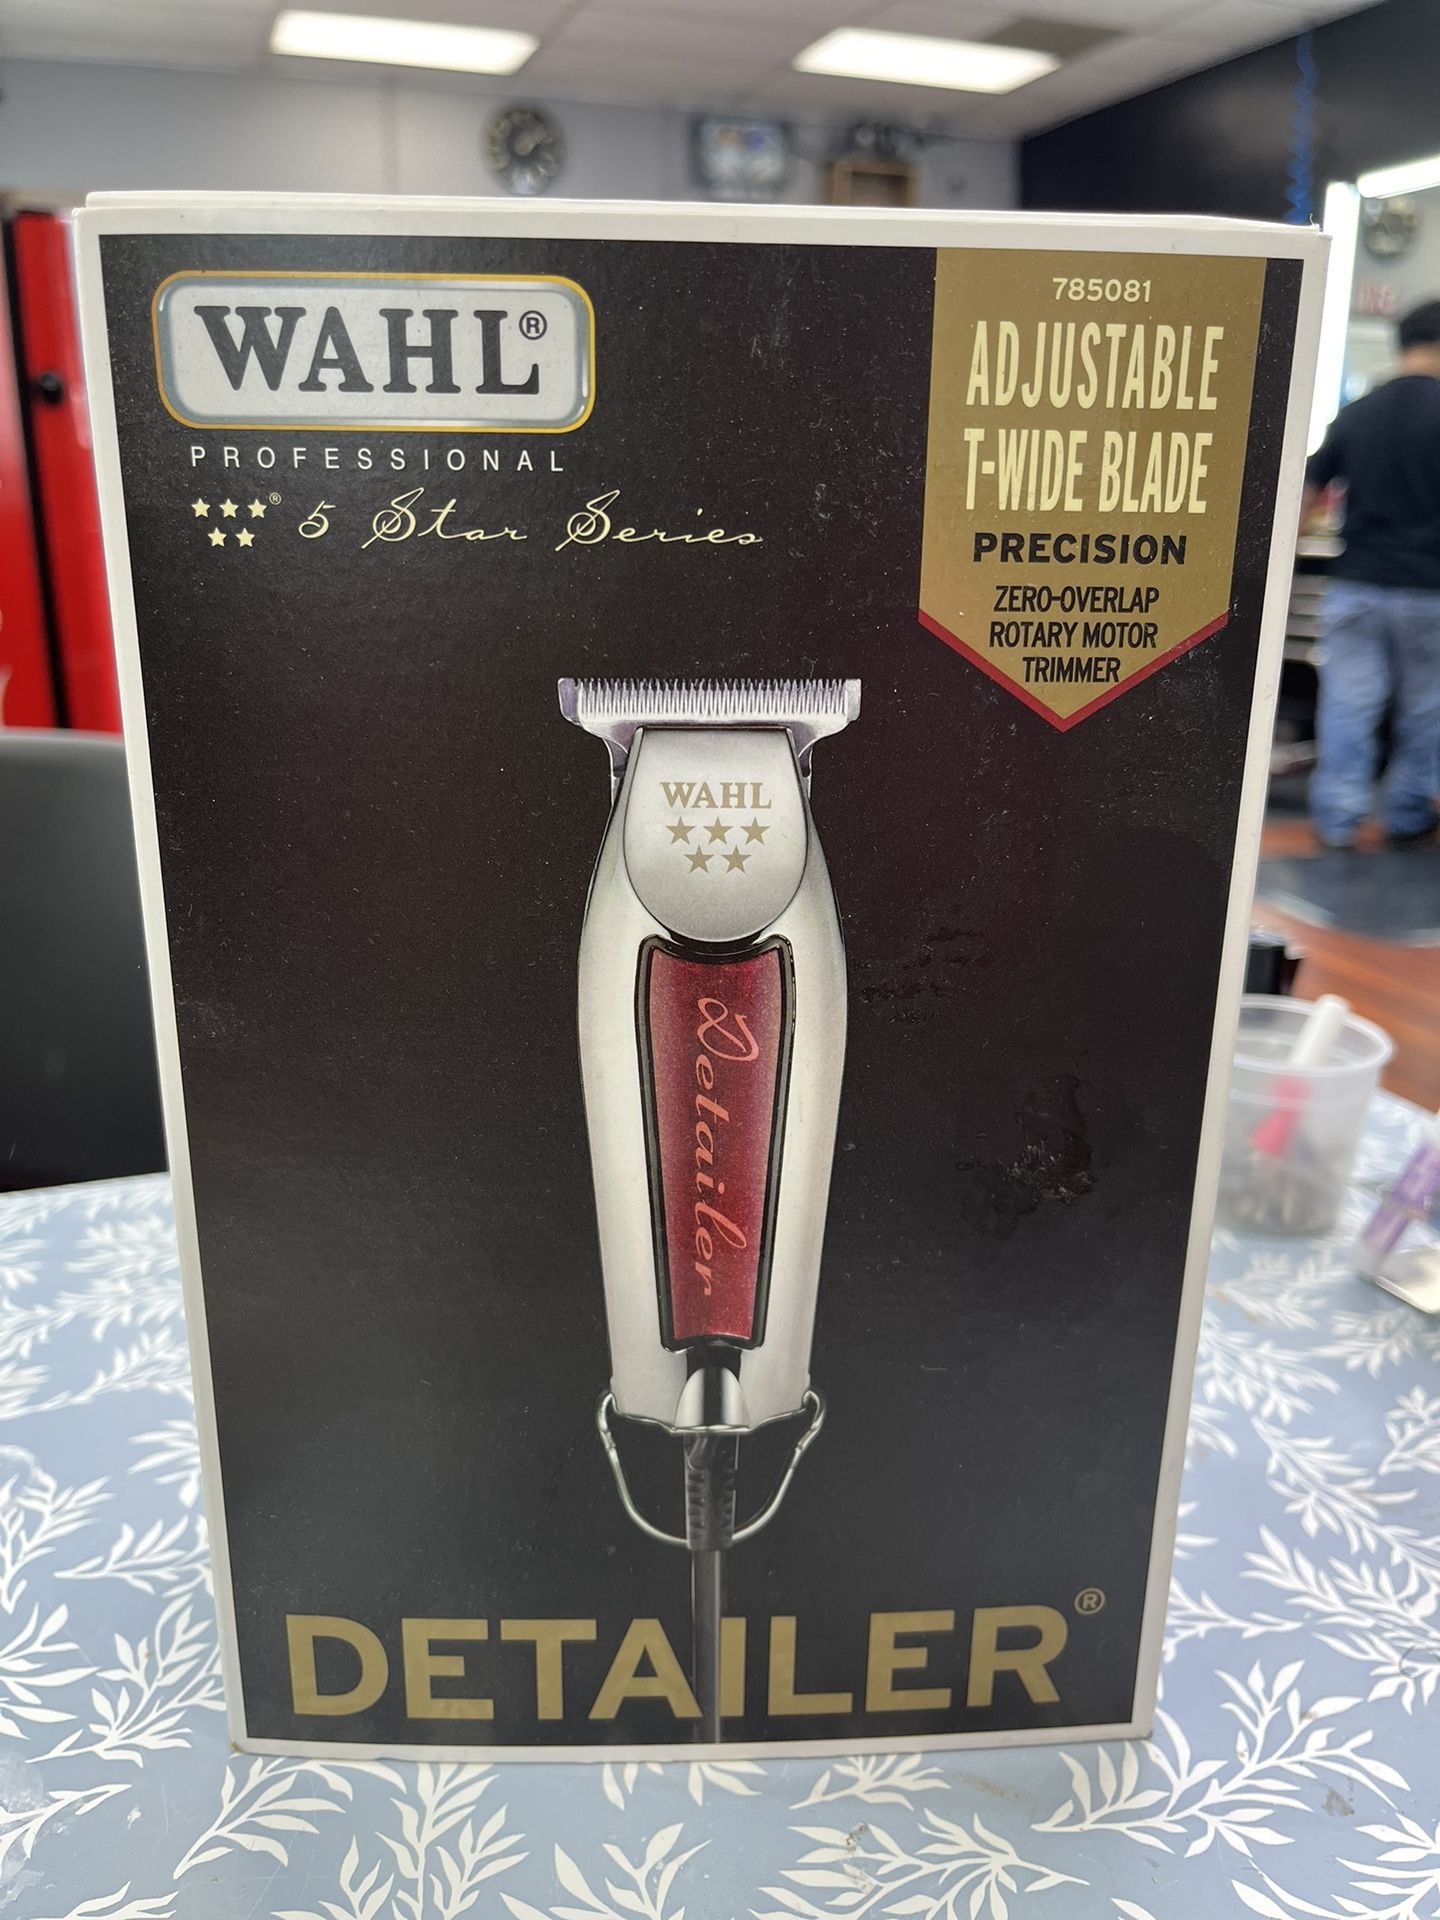 WAHL®
PROFESSIONAL
® 5 Star Series
785081
ADJUSTABLE
T-WIDE BLADE
PRECISION
ZERO-OVERLAP
ROTARY MOTOR
TRIMMER
WAHL
Detailer
DETAILER®